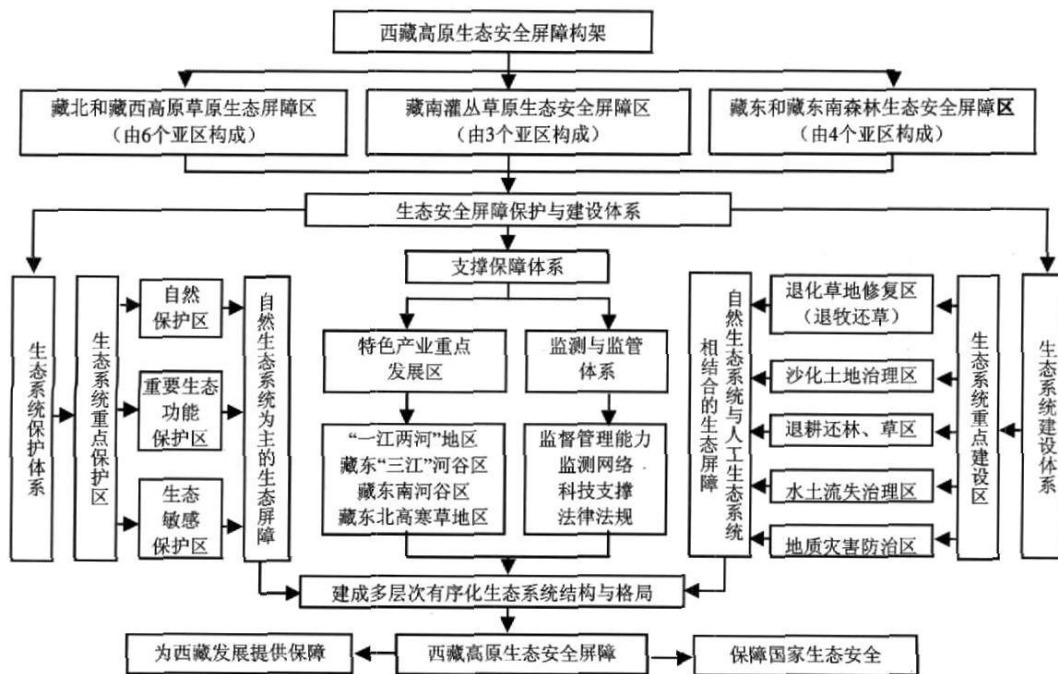 西藏高原生态安全屏障构架
藏北和藏西高原草原生态屏障区
（由6个亚区构成）
藏南灌丛草原生态安全屏障区
（由3个亚区构成）
藏东和藏东南森林生态安全屏障区
（由4个亚区构成）
生态安全屏障保护与建设体系
支撑保障体系
生态系统保护体系
生态系统重点保护区
自然
保护区
重要生态
功能
保护区
生态
敏感
保护区
自然生态系统为主的生态屏障
特色产业重点
发展区
“一江两河”地区
藏东“三江”河谷区
藏东南河谷区
藏东北高寒草地区
监测与监管
体系
监督管理能力
监测网络
科技支撑
法律法规
自然生态系统与人工生态系统
相结合的生态屏障
退化草地修复区
（退牧还草）
沙化土地治理区
退耕还林、草区
水土流失治理区
地质灾害防治区
生态系统重点建设区
生态系统建设体系
建成多层次有序化生态系统结构与格局
为西藏发展提供保障
西藏高原生态安全屏障
保障国家生态安全